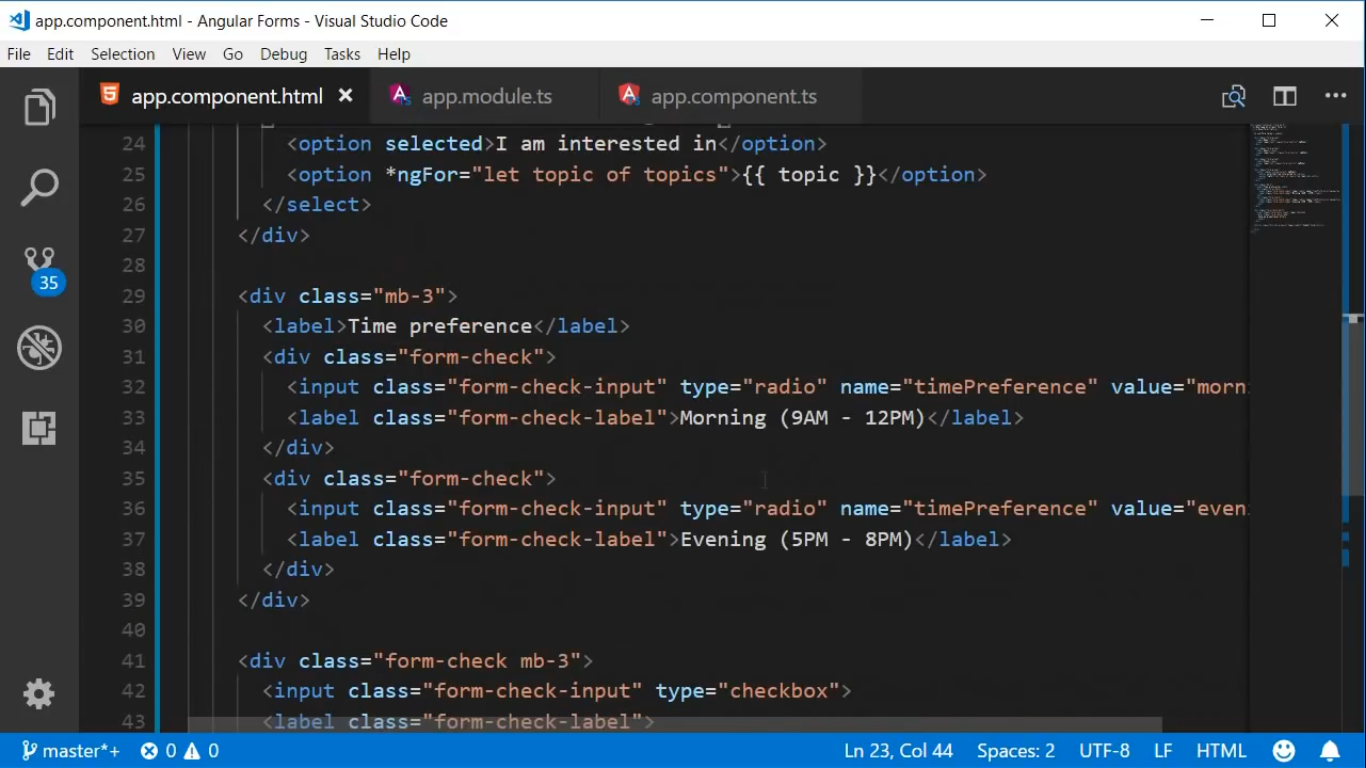 app.component.html - Angular Forms - Visual Studio Code
File Edit Selection View Go Debug Tasks Help
app.component.html app.module.ts app.component.ts
24 <option selected>I am interested in</option>
25 <option *ngFor="let topic of topics">{{ topic }}</option>
26 </select>
27 </div>
28
29 <div class="mb-3">
30 <label>Time preference</label>
31 <div class="form-check">
32 <input class="form-check-input" type="radio" name="timePreference" value="morn
33 <label class="form-check-label">Morning (9AM - 12PM)</label>
34 </div>
35 <div class="form-check">
36 <input class="form-check-input" type="radio" name="timePreference" value="even
37 <label class="form-check-label">Evening (5PM - 8PM)</label>
38 </div>
39 </div>
40
41 <div class="form-check mb-3">
42 <input class="form-check-input" type="checkbox">
43 <label class="form-check-label">
35
master*+ 0 0 Ln 23, Col 44 Spaces: 2 UTF-8 LF HTML